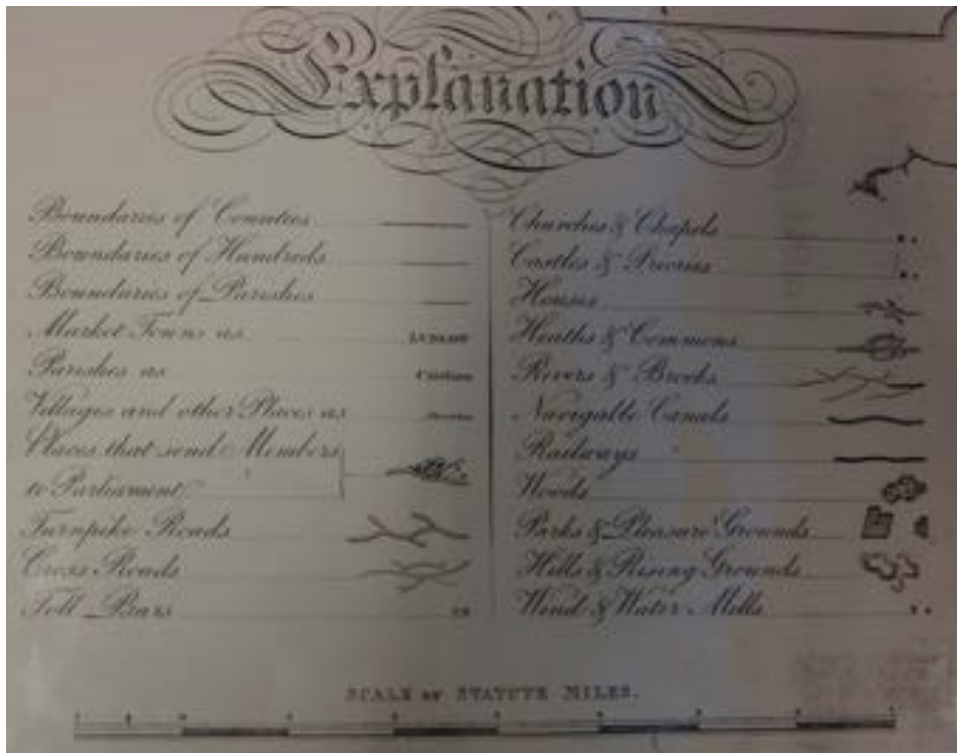 Explanation
Boundaries of Counties
Boundaries of Hundreds
Boundaries of Parishes
Market Towns as LUDLOW
Parishes as
Villages and other Places as
Places that send Members
to Parliament
Turnpike Roads
Cross Roads
Toll Bars
Churches & Chapels
Castles & Priories
Houses
Heaths & Commons
Rivers & Brooks
Navigable Canals
Railways
Woods
Parks & Pleasure Grounds
Hills & Rising Grounds
Wind & Water Mills
SCALE OF STATUTE MILES.